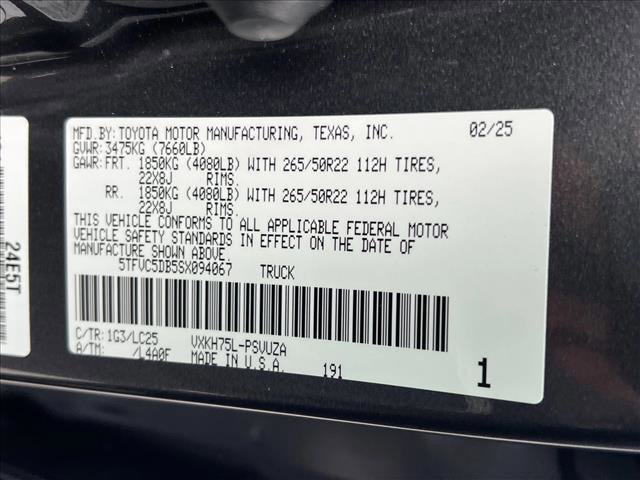 MFD.BY:TOYOTA MOTOR MANUFACTURING, TEXAS, INC. 02/25
GVWR:3475KG (7660LB)
GAWR:FRT. 1850KG (4080LB) WITH 265/50R22 112H TIRES,
22X8J RIMS.
RR. 1850KG (4080LB) WITH 265/50R22 112H TIRES,
22X8J RIMS.
THIS VEHICLE CONFORMS TO ALL APPLICABLE FEDERAL MOTOR
VEHICLE SAFETY STANDARDS IN EFFECT ON THE DATE OF
MANUFACTURE SHOWN ABOVE.
5TFVC5DB5SX094067 TRUCK
C/TR:1G3/LC25 VXKH75L-PSVUZA
A/TM: /L4A0F MADE IN U.S.A. 191
1
24E5T